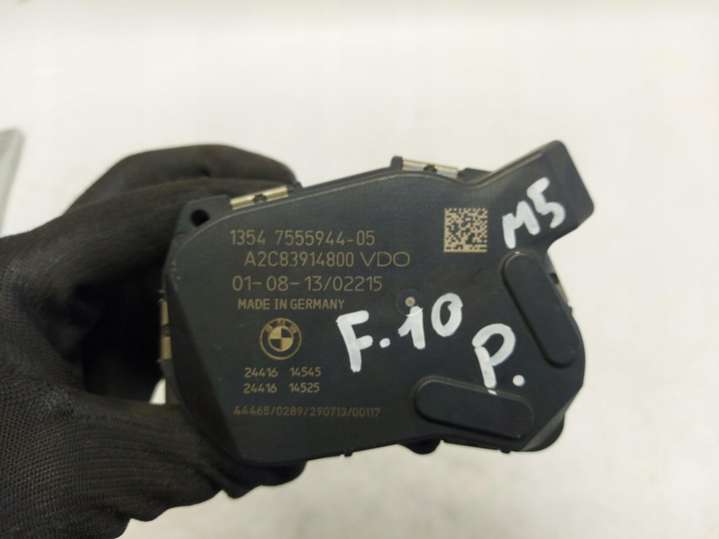 1354 7555944-05
A2C83914800 VDO
01-08-13/02215
MADE IN GERMANY
BMW
24416 14545
24416 14525
44468/0289/290713/00117
M5
F.10
P.